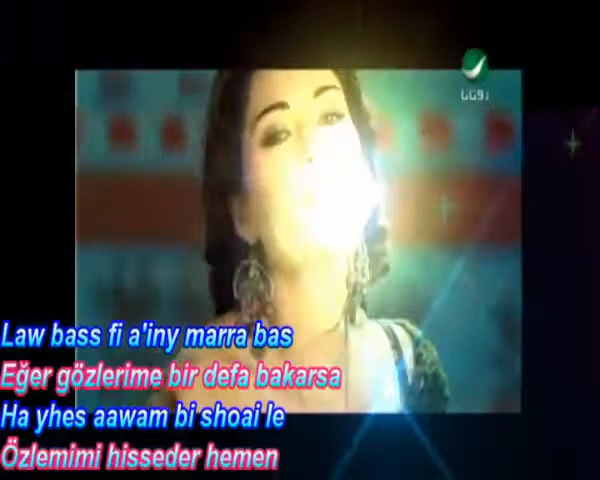 روتانا
Law bass fi a'iny marra bas
Eğer gözlerime bir defa bakarsa
Ha yhes aawam bi shoai le
Özlemimi hisseder hemen